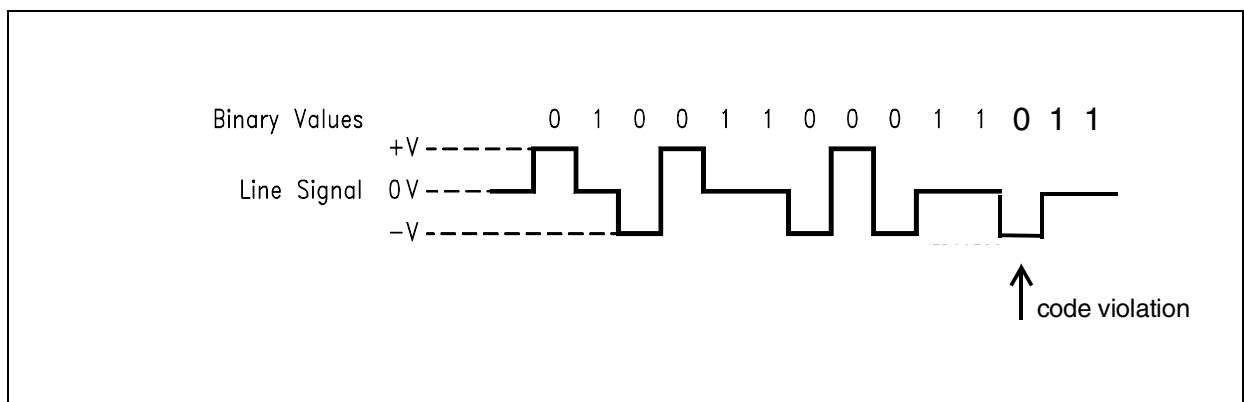 Binary Values 0 1 0 0 1 1 0 0 0 1 1 0 1 1
+V
Line Signal 0V
-V
code violation